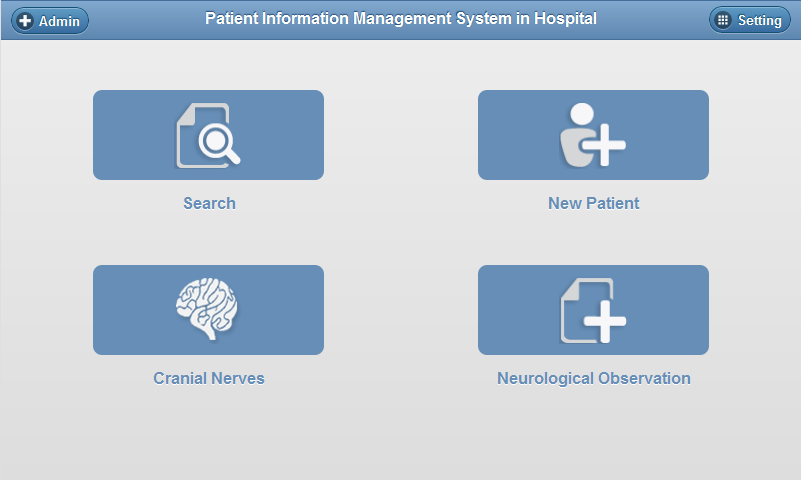 Admin
Patient Information Management System in Hospital
Setting
Search
New Patient
Cranial Nerves
Neurological Observation